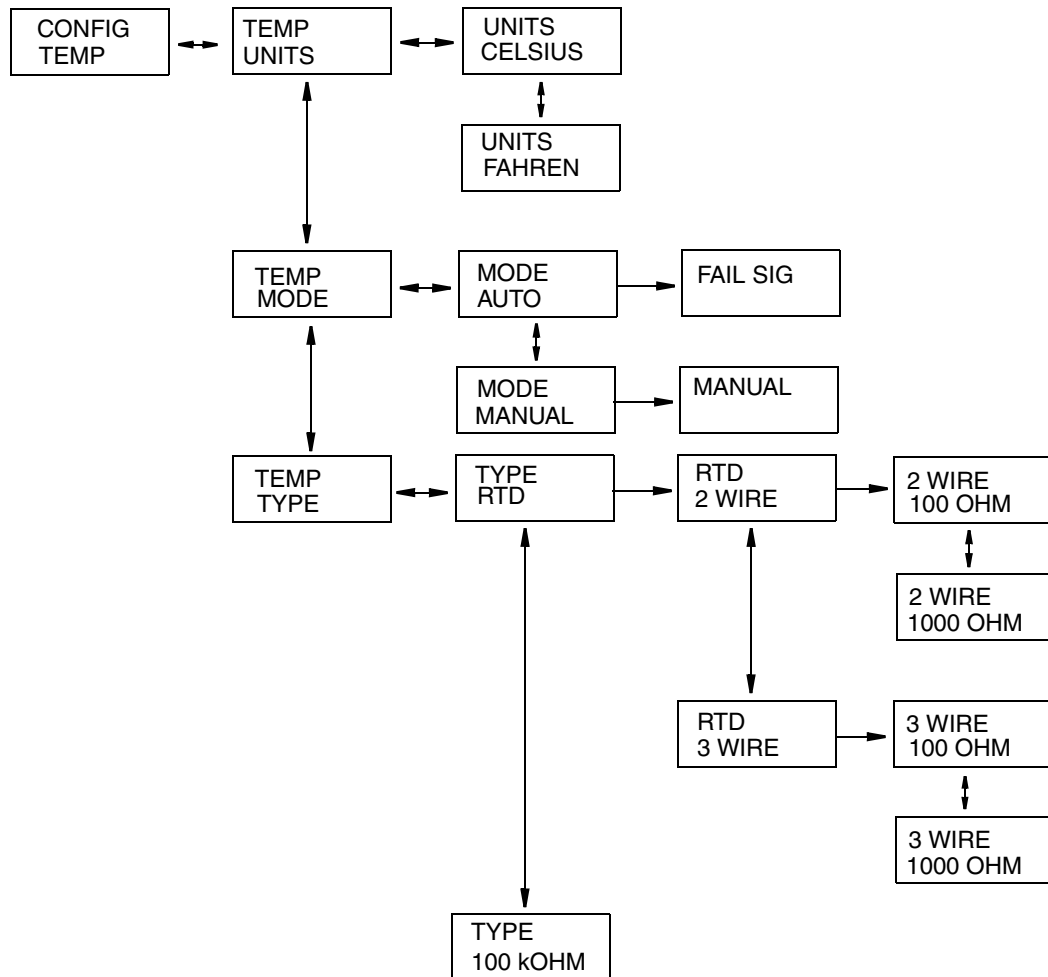 CONFIG
TEMP
TEMP
UNITS
UNITS
CELSIUS
UNITS
FAHREN
TEMP
MODE
MODE
AUTO
FAIL SIG
MODE
MANUAL
MANUAL
TEMP
TYPE
TYPE
RTD
RTD
2 WIRE
2 WIRE
100 OHM
2 WIRE
1000 OHM
RTD
3 WIRE
3 WIRE
100 OHM
3 WIRE
1000 OHM
TYPE
100 kOHM